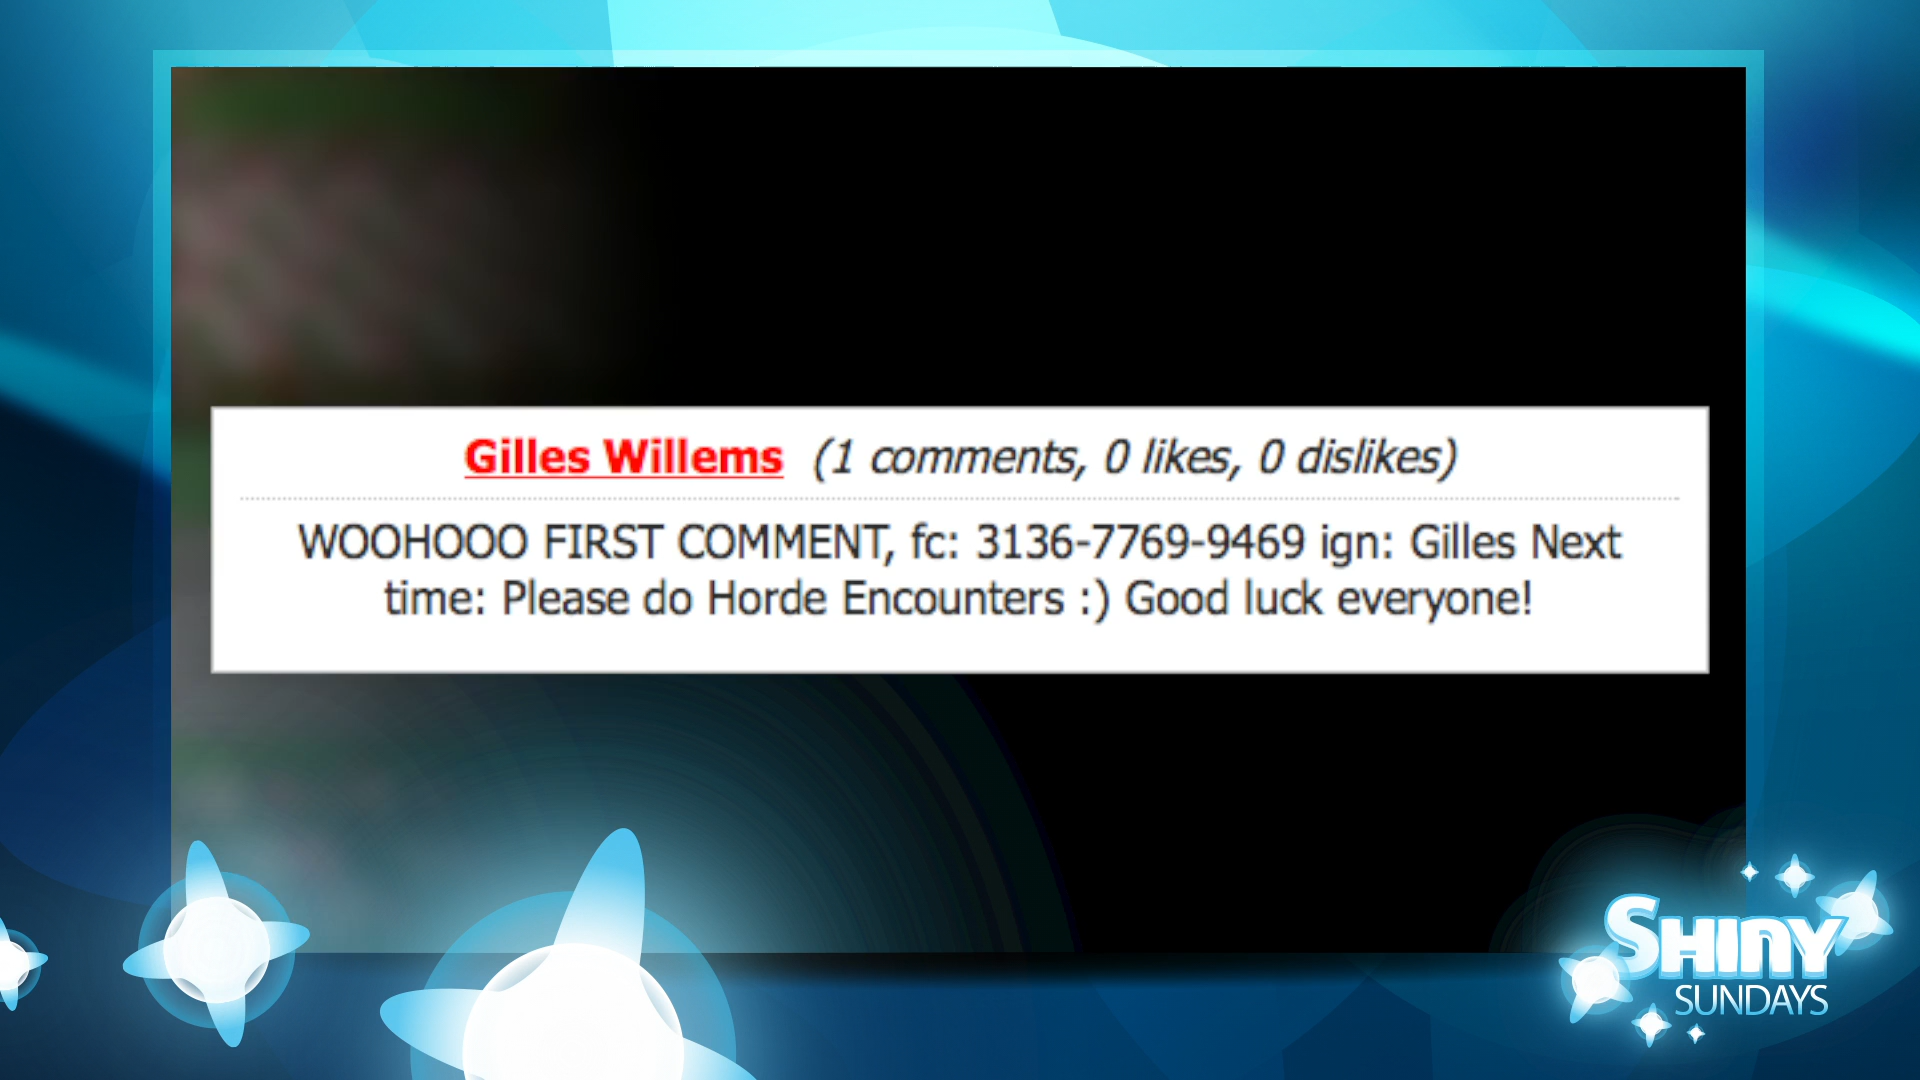 Gilles Willems (1 comments, 0 likes, 0 dislikes)
WOOHOOO FIRST COMMENT, fc: 3136-7769-9469 ign: Gilles Next
time: Please do Horde Encounters :) Good luck everyone!
SHINY
SUNDAYS